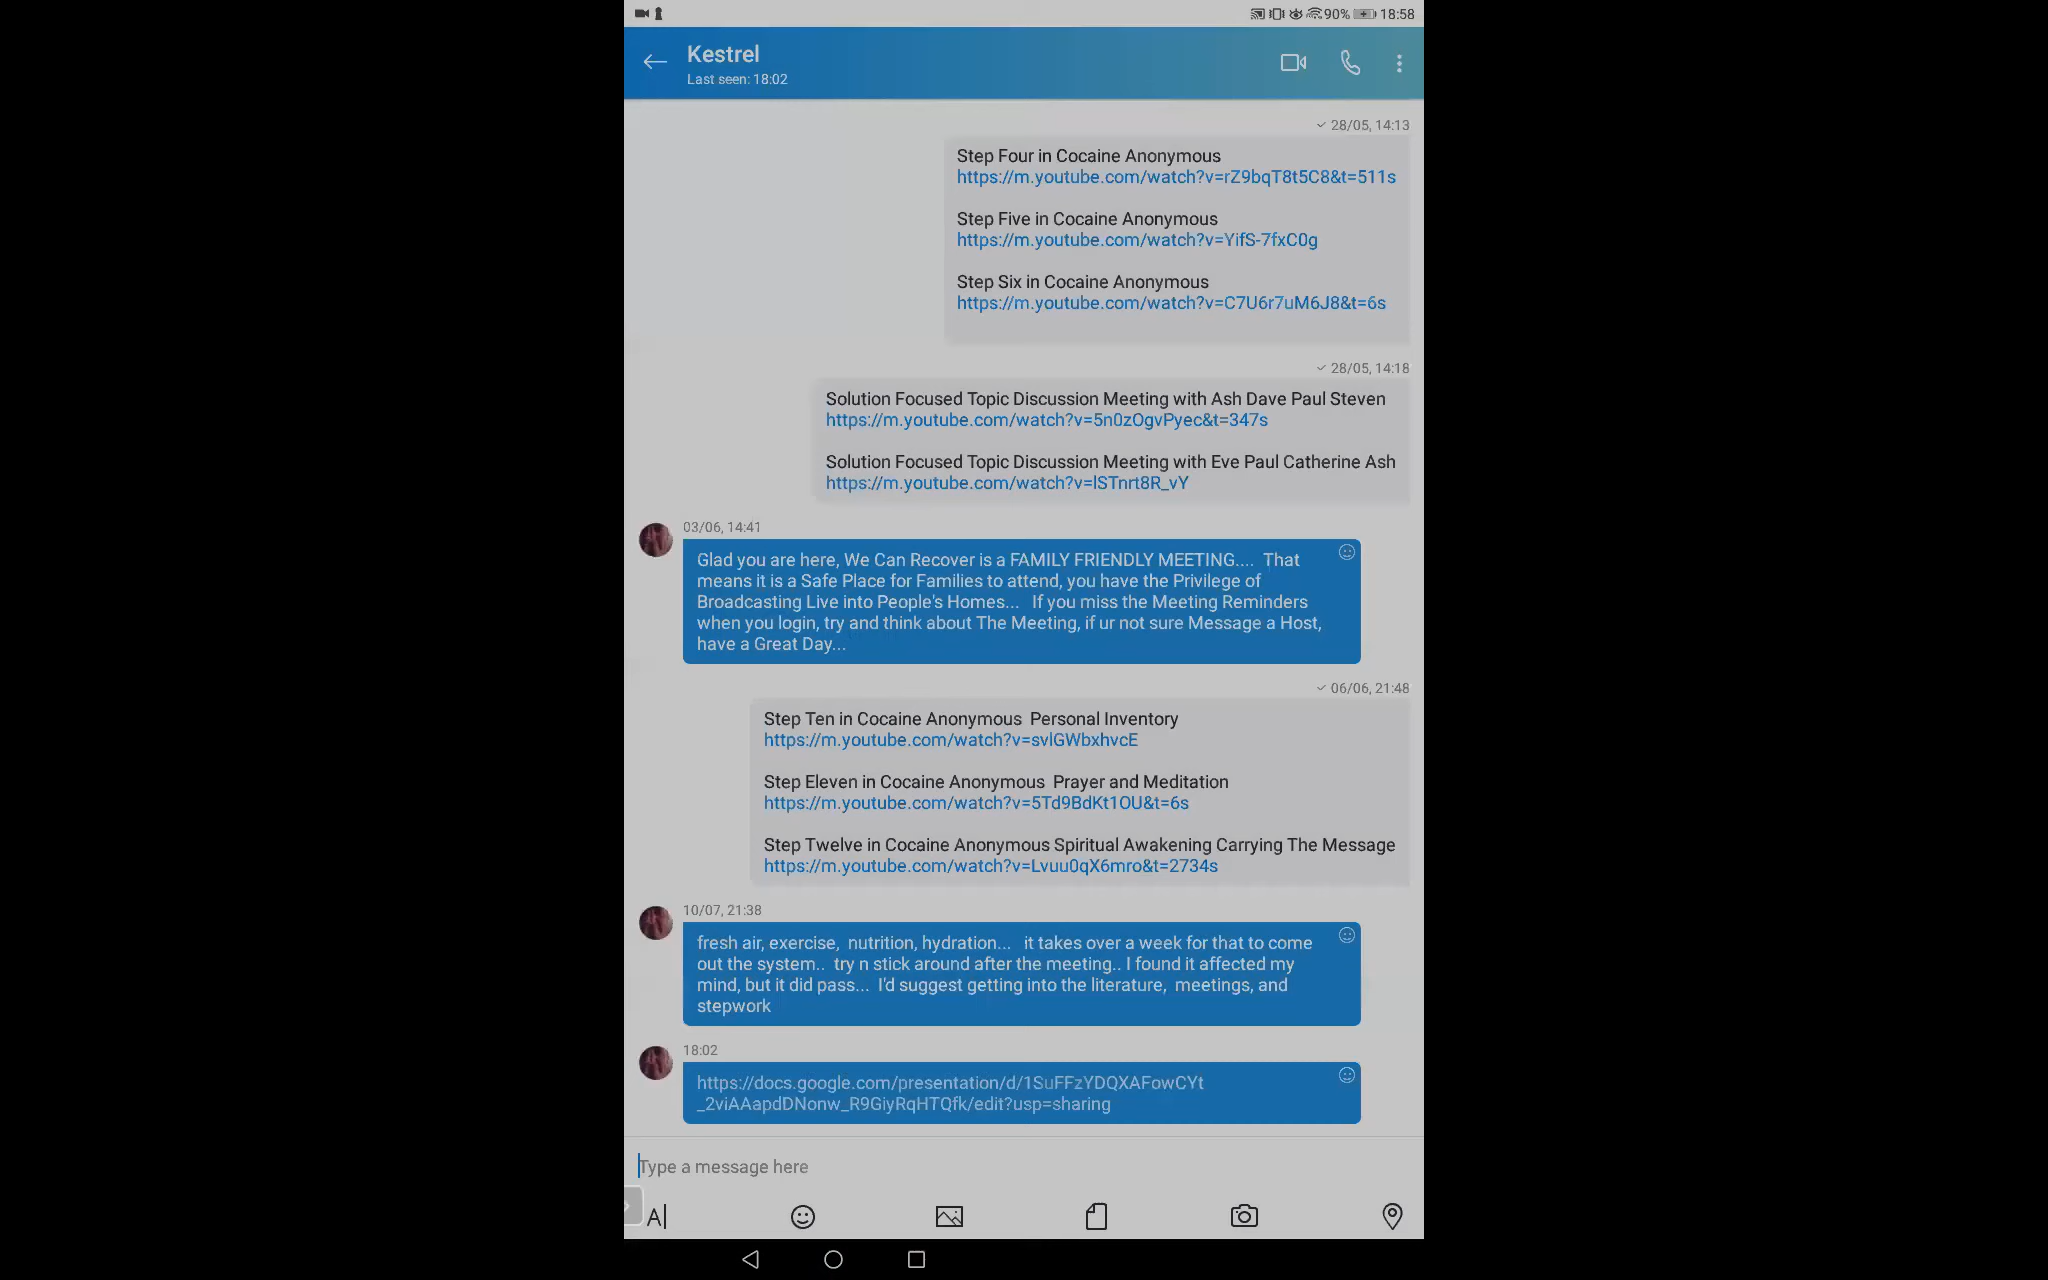 90% 18:58
Kestrel
Last seen: 18:02
28/05, 14:13
Step Four in Cocaine Anonymous
https://m.youtube.com/watch?v=rZ9bqT8t5C8&t=511s
Step Five in Cocaine Anonymous
https://m.youtube.com/watch?v=YifS-7fxC0g
Step Six in Cocaine Anonymous
https://m.youtube.com/watch?v=C7U6r7uM6J8&t=6s
28/05, 14:18
Solution Focused Topic Discussion Meeting with Ash Dave Paul Steven
https://m.youtube.com/watch?v=5n0zOgvPyec&t=347s
Solution Focused Topic Discussion Meeting with Eve Paul Catherine Ash
https://m.youtube.com/watch?v=lSTnrt8R_vY
03/06, 14:41
Glad you are here, We Can Recover is a FAMILY FRIENDLY MEETING.... That
means it is a Safe Place for Families to attend, you have the Privilege of
Broadcasting Live into People's Homes... If you miss the Meeting Reminders
when you login, try and think about The Meeting, if ur not sure Message a Host,
have a Great Day...
06/06, 21:48
Step Ten in Cocaine Anonymous  Personal Inventory
https://m.youtube.com/watch?v=svlGWbxhvcE
Step Eleven in Cocaine Anonymous  Prayer and Meditation
https://m.youtube.com/watch?v=5Td9BdKt1OU&t=6s
Step Twelve in Cocaine Anonymous Spiritual Awakening Carrying The Message
https://m.youtube.com/watch?v=Lvuu0qX6mro&t=2734s
10/07, 21:38
fresh air, exercise,  nutrition, hydration...  it takes over a week for that to come
out the system..  try n stick around after the meeting.. I found it affected my
mind, but it did pass...  I'd suggest getting into the literature,  meetings, and
stepwork
18:02
https://docs.google.com/presentation/d/1SuFFzYDQXAFowCYt
_2viAAapdDNonw_R9GiyRqHTQfk/edit?usp=sharing
Type a message here
A